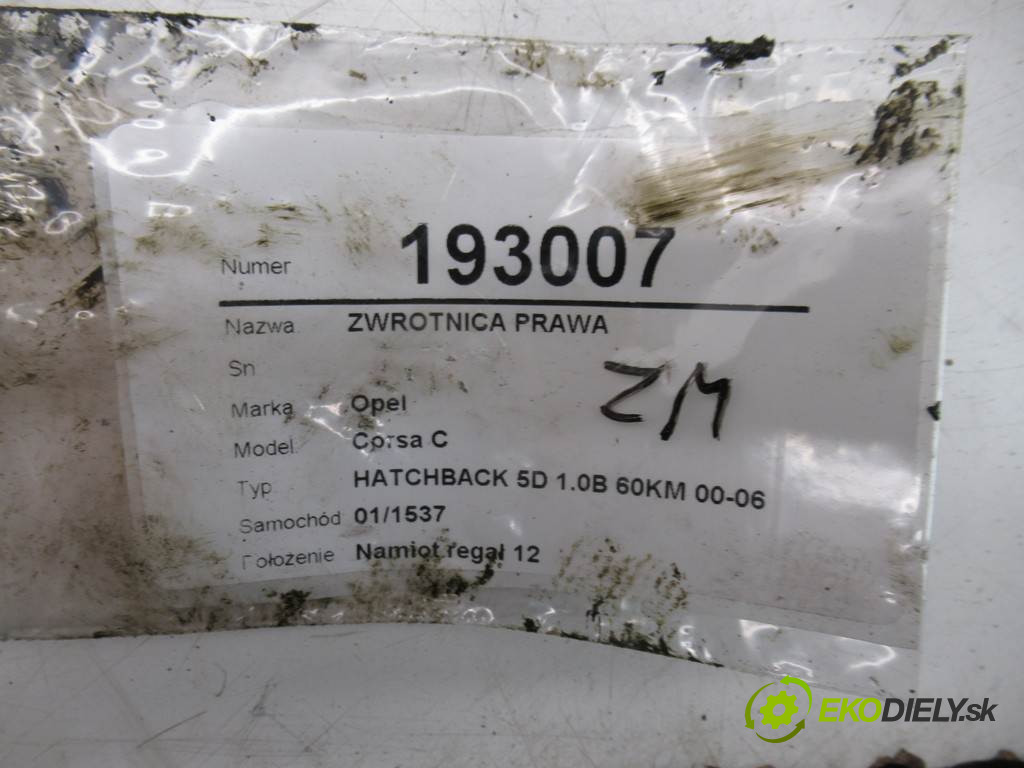 Numer 193007
Nazwa ZWROTNICA PRAWA
Sn
ZM
Marka Opel
Model Corsa C
Typ HATCHBACK 5D 1.0B 60KM 00-06
Samochód 01/1537
Położenie Namiot regał 12
EKODIELY.sk